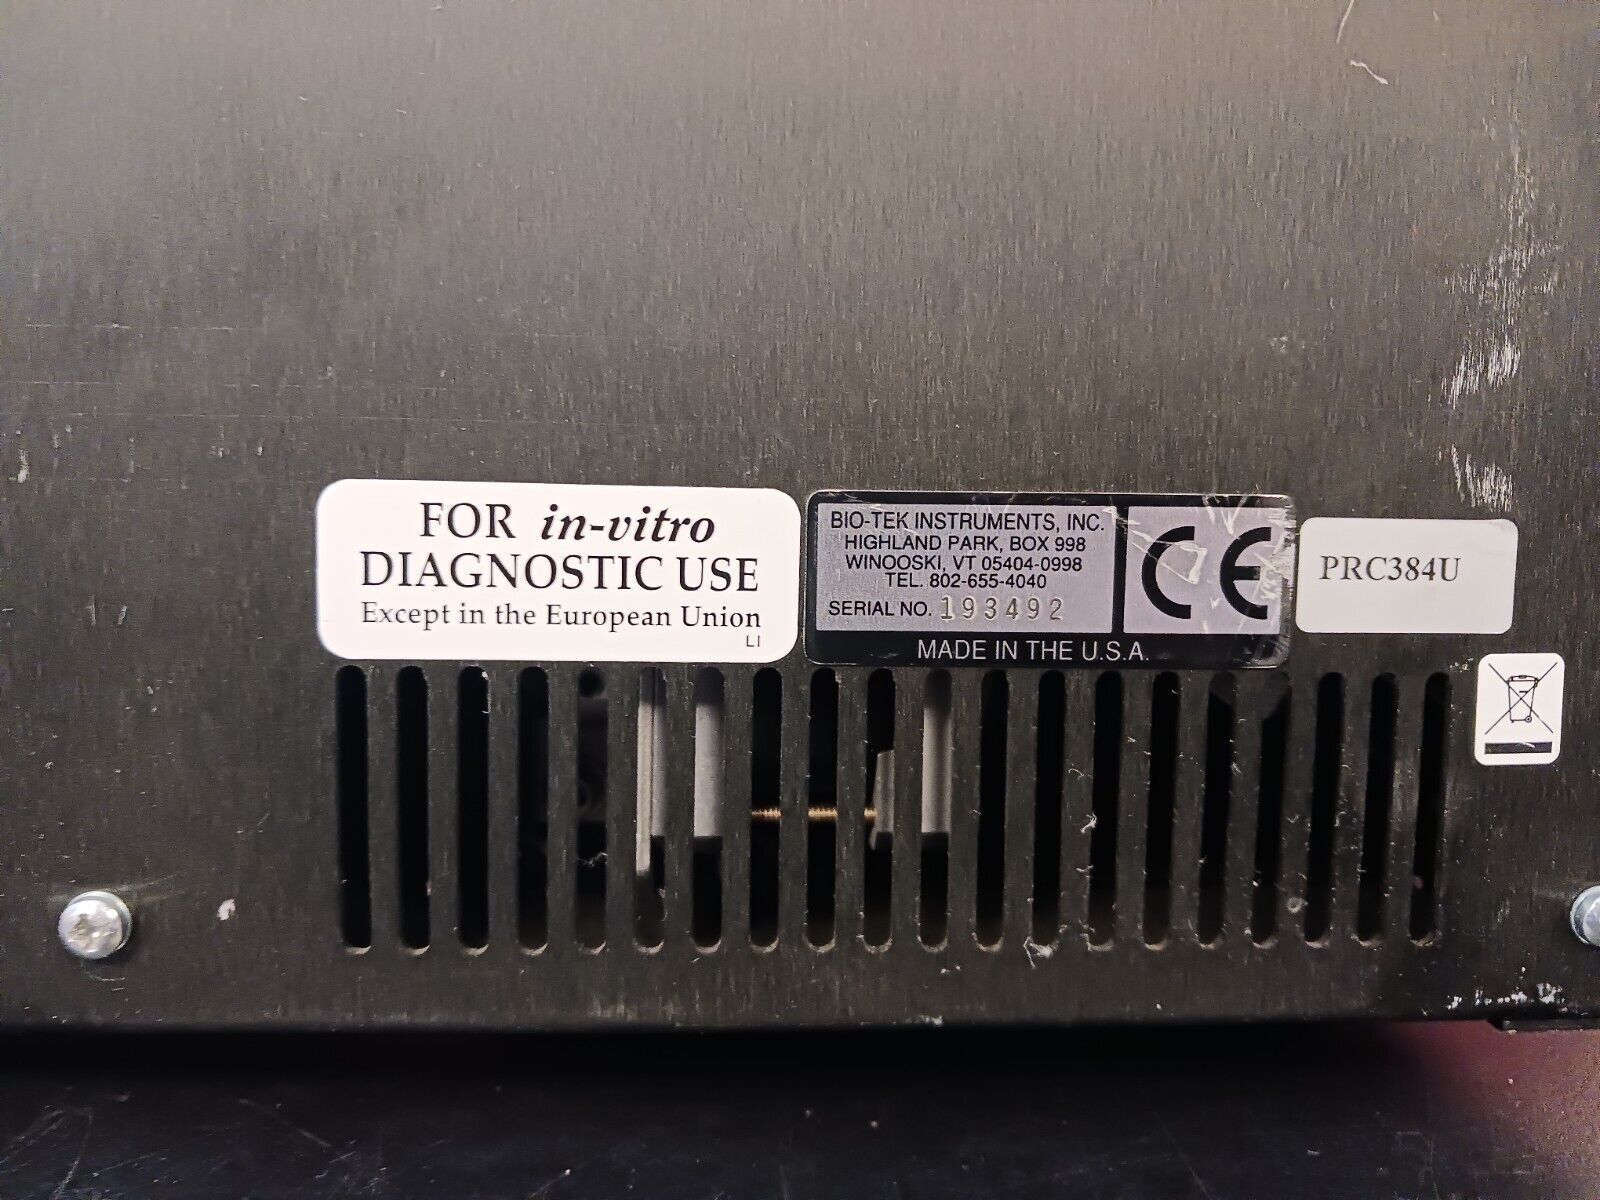 FOR in-vitro
DIAGNOSTIC USE
Except in the European Union
LI
BIO-TEK INSTRUMENTS, INC.
HIGHLAND PARK, BOX 998
WINOOSKI, VT 05404-0998
TEL. 802-655-4040
SERIAL NO. 193492
CE
MADE IN THE U.S.A.
PRC384U